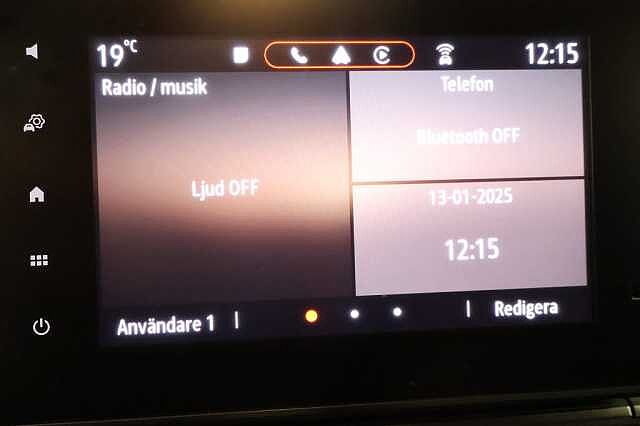 19°C
12:15
Radio / musik
Telefon
Bluetooth OFF
Ljud OFF
13-01-2025
12:15
Användare 1
Redigera